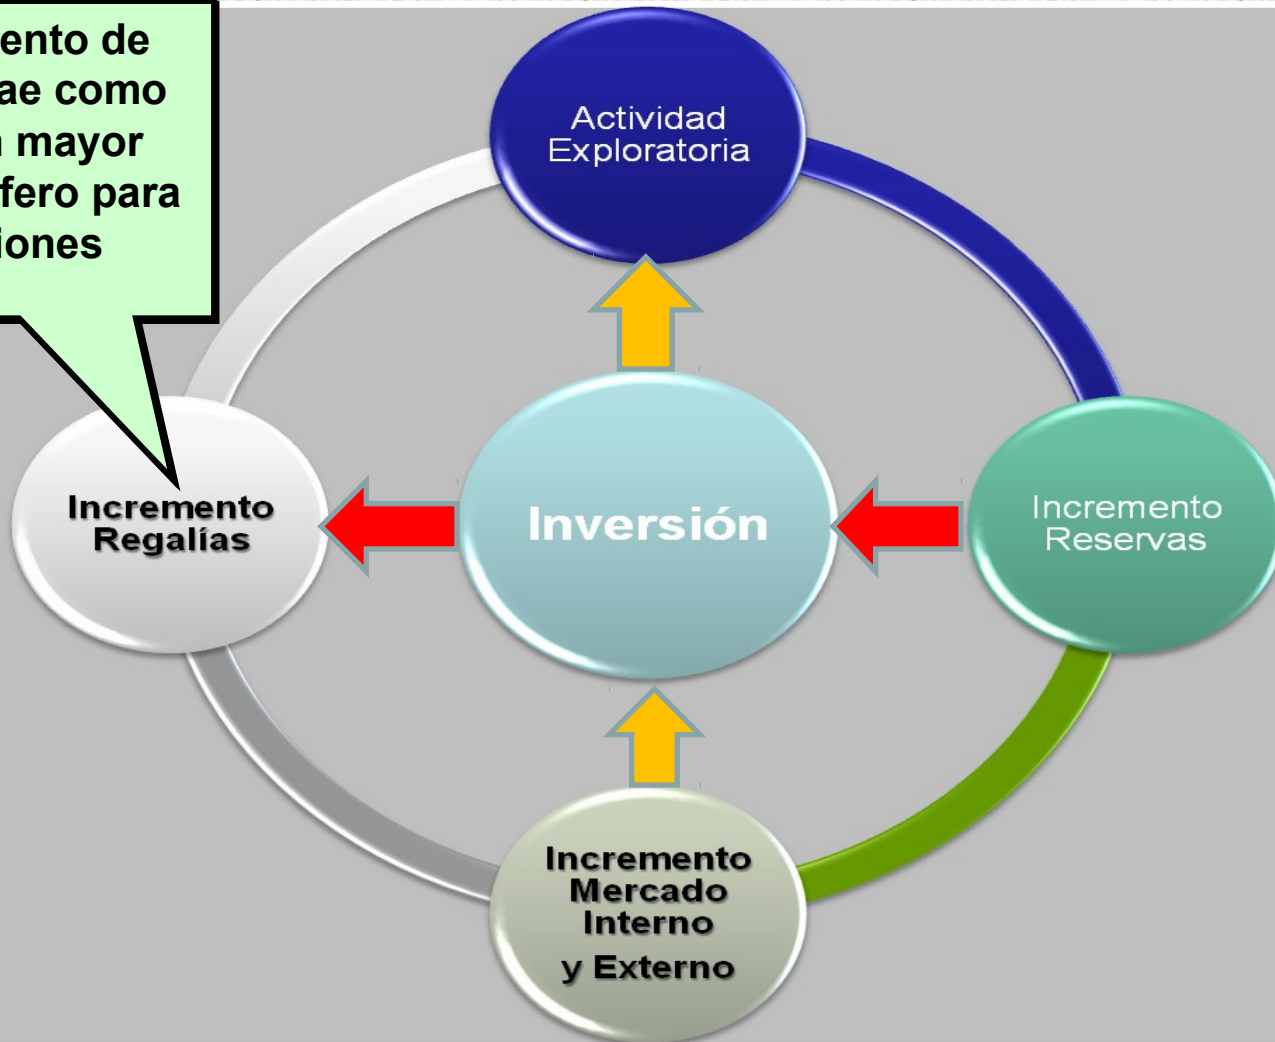 ento de
ae como
mayor
fero para
iones
Actividad
Exploratoria
Incremento
Regalías
Inversión
Incremento
Reservas
Incremento
Mercado
Interno
y Externo